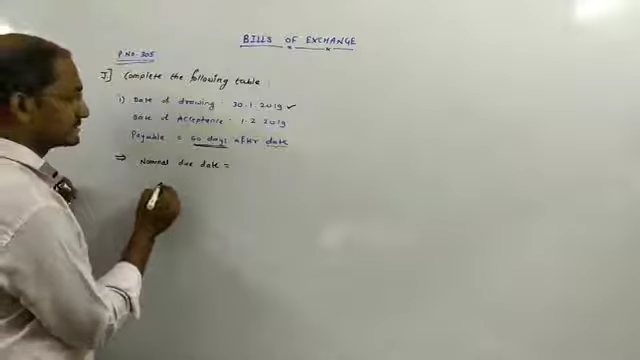 BILLS OF EXCHANGE
P.NO. 305
I] Complete the following table :
i) Date of drawing : 30.1.2019 ✓
Date of Acceptance : 1.2.2019
Payable = 60 days after date
⇒ Nominal due date =